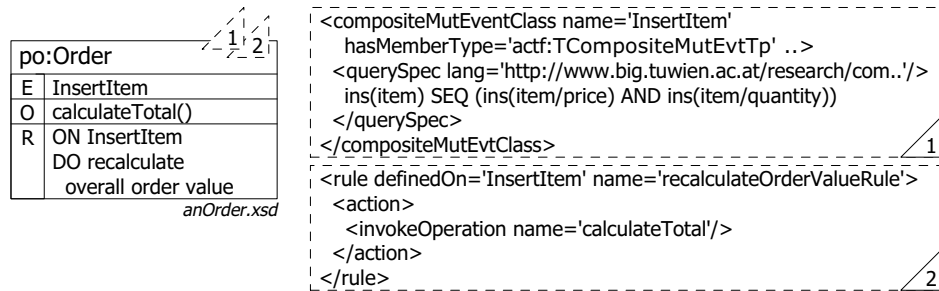 po:Order
1
2
E InsertItem
O calculateTotal()
R ON InsertItem
DO recalculate
overall order value
anOrder.xsd
<compositeMutEventClass name='InsertItem'
hasMemberType='actf:TCompositeMutEvtTp' ..>
<querySpec lang='http://www.big.tuwien.ac.at/research/com..'/>
ins(item) SEQ (ins(item/price) AND ins(item/quantity))
</querySpec>
</compositeMutEvtClass>
1
<rule definedOn='InsertItem' name='recalculateOrderValueRule'>
<action>
<invokeOperation name='calculateTotal'/>
</action>
</rule>
2